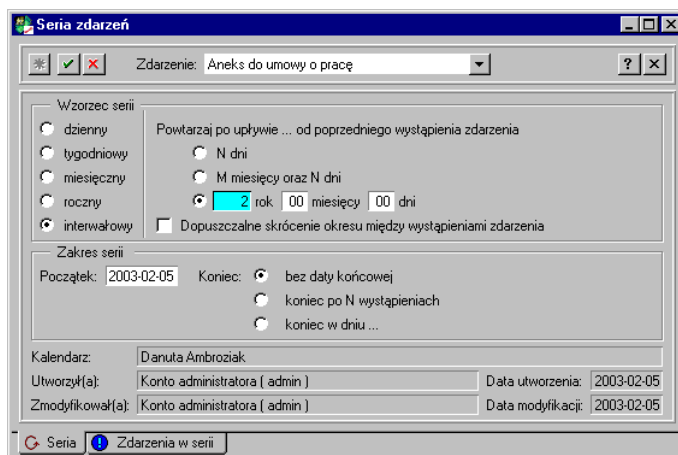 Seria zdarzeń
Zdarzenie: Aneks do umowy o pracę
Wzorzec serii
dzienny
tygodniowy
miesięczny
roczny
interwałowy
Powtarzaj po upływie ... od poprzedniego wystąpienia zdarzenia
N dni
M miesięcy oraz N dni
2 rok 00 miesięcy 00 dni
Dopuszczalne skrócenie okresu między wystąpieniami zdarzenia
Zakres serii
Początek: 2003-02-05 Koniec: bez daty końcowej
koniec po N wystąpieniach
koniec w dniu ...
Kalendarz: Danuta Ambroziak
Utworzył(a): Konto administratora ( admin ) Data utworzenia: 2003-02-05
Zmodyfikował(a): Konto administratora ( admin ) Data modyfikacji: 2003-02-05
Seria Zdarzenia w serii